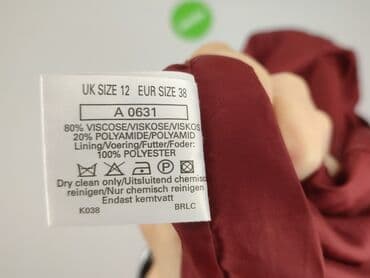 UK SIZE 12 EUR SIZE 38
A 0631
80% VISCOSE/VISKOSE/VISKOS
20% POLYAMIDE/POLYAMID
Lining/Voering/Futter/Foder:
100% POLYESTER
Dry clean only/Uitsluitend chemisch
reinigen/Nur chemisch reinigen
Endast kemtvatt
K038 BRLC